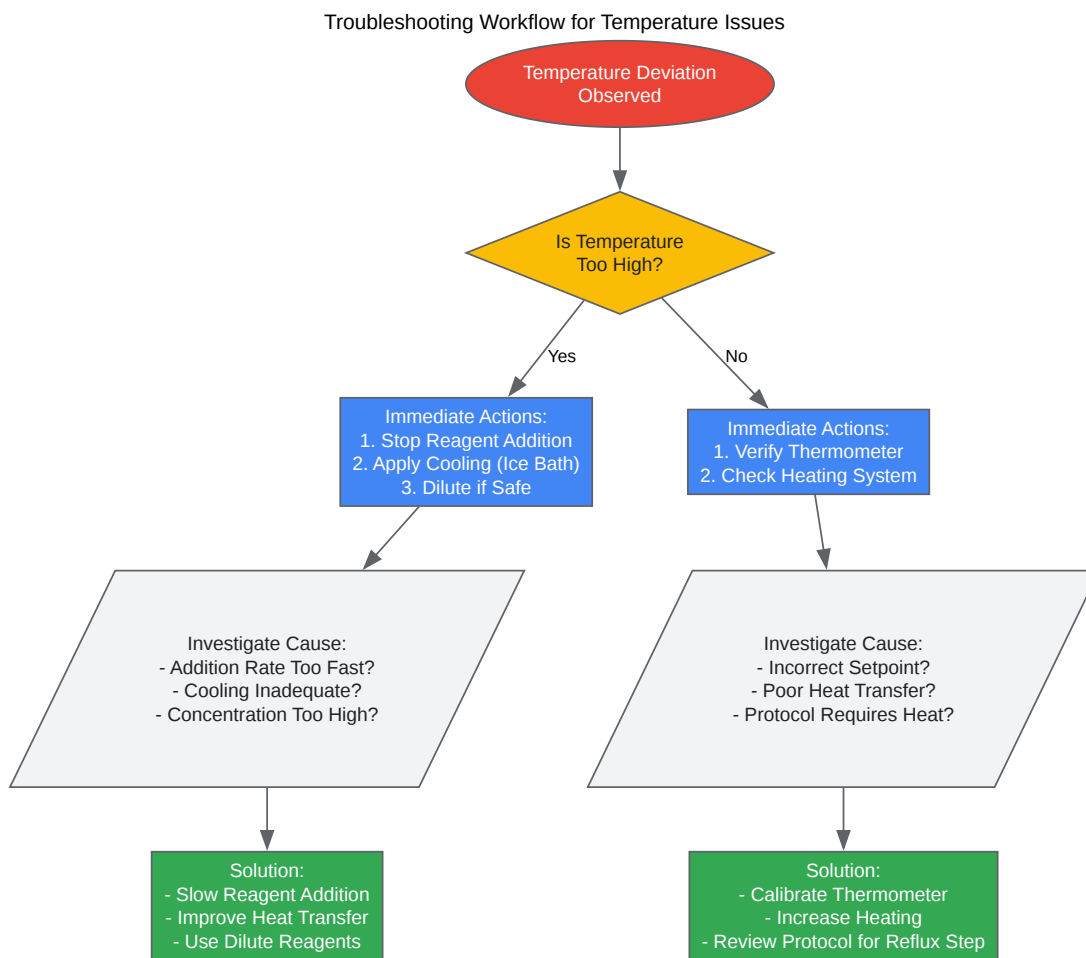 Troubleshooting Workflow for Temperature Issues
Temperature Deviation
Observed
Is Temperature
Too High?
Yes
No
Immediate Actions:
1. Stop Reagent Addition
2. Apply Cooling (Ice Bath)
3. Dilute if Safe
Immediate Actions:
1. Verify Thermometer
2. Check Heating System
Investigate Cause:
- Addition Rate Too Fast?
- Cooling Inadequate?
- Concentration Too High?
Investigate Cause:
- Incorrect Setpoint?
- Poor Heat Transfer?
- Protocol Requires Heat?
Solution:
- Slow Reagent Addition
- Improve Heat Transfer
- Use Dilute Reagents
Solution:
- Calibrate Thermometer
- Increase Heating
- Review Protocol for Reflux Step